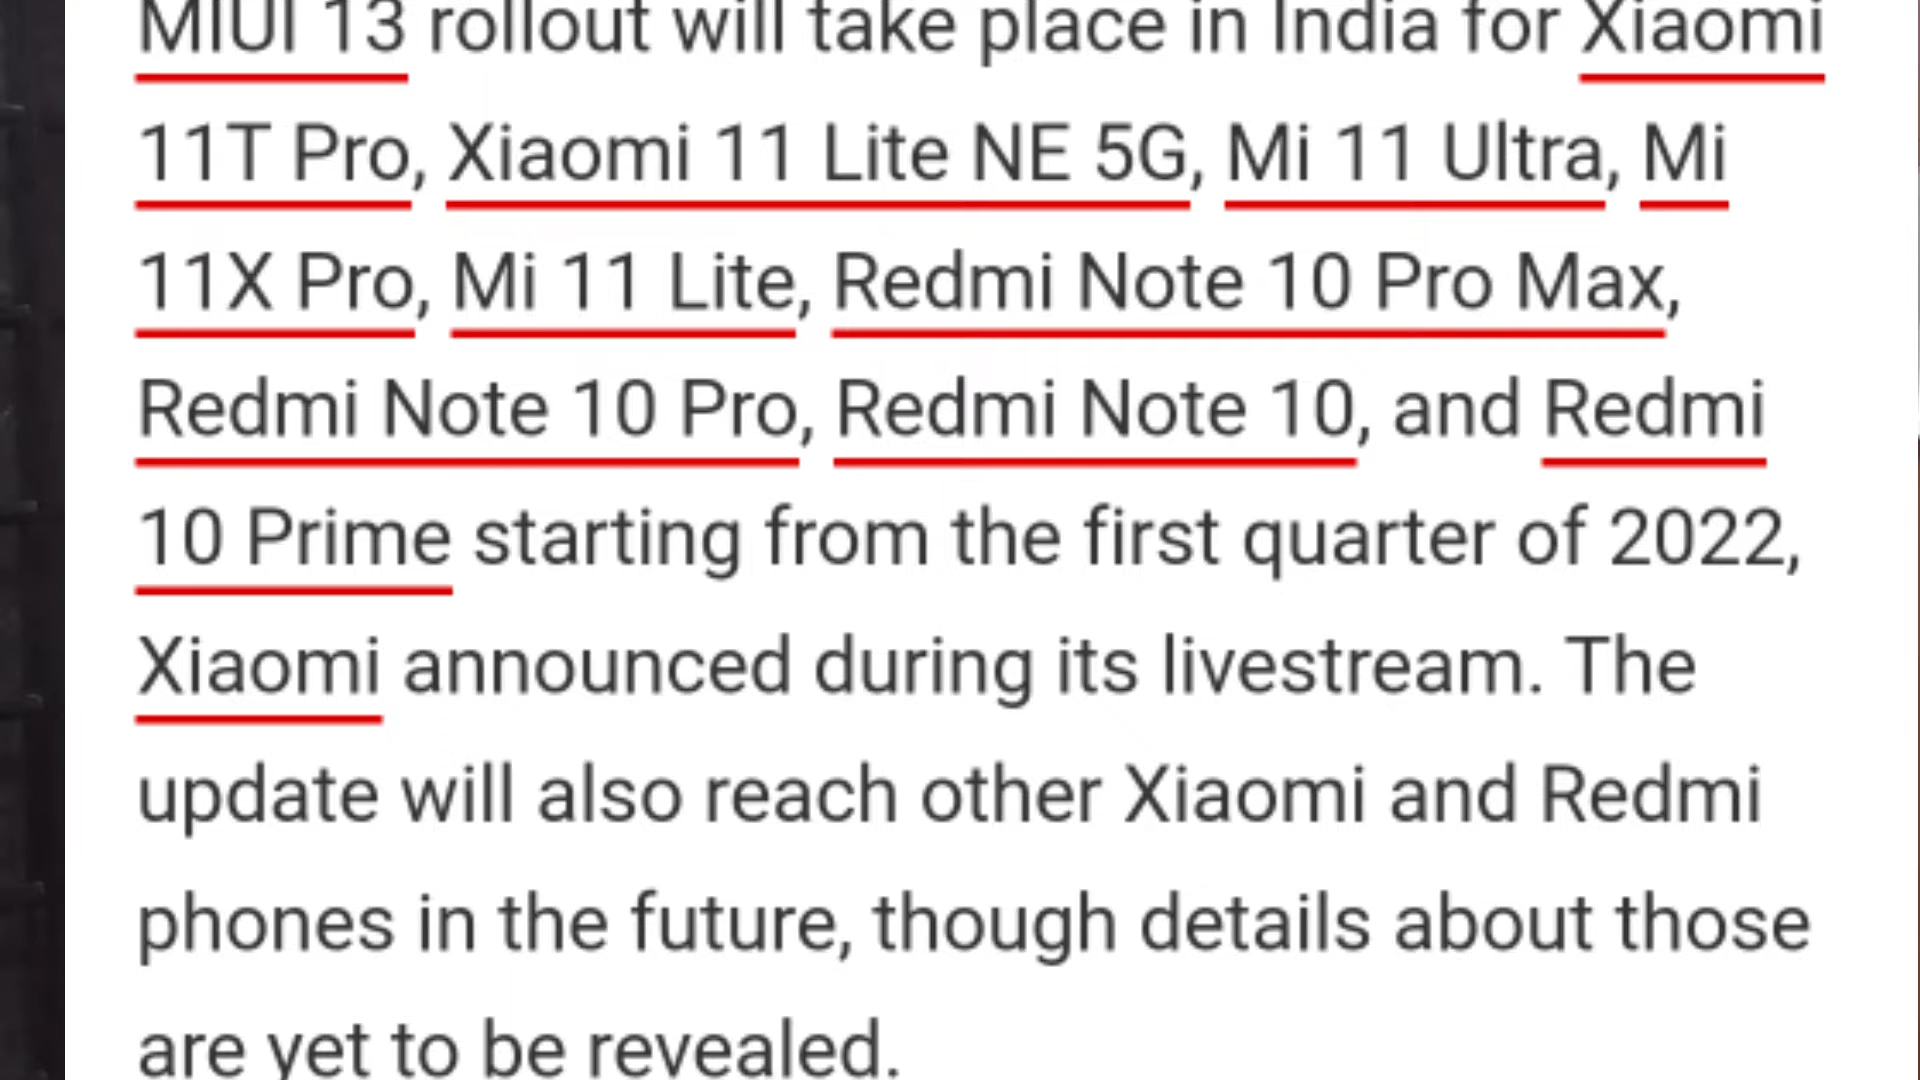 MIUI 13 rollout will take place in India for Xiaomi
11T Pro, Xiaomi 11 Lite NE 5G, Mi 11 Ultra, Mi
11X Pro, Mi 11 Lite, Redmi Note 10 Pro Max,
Redmi Note 10 Pro, Redmi Note 10, and Redmi
10 Prime starting from the first quarter of 2022,
Xiaomi announced during its livestream. The
update will also reach other Xiaomi and Redmi
phones in the future, though details about those
are yet to be revealed.